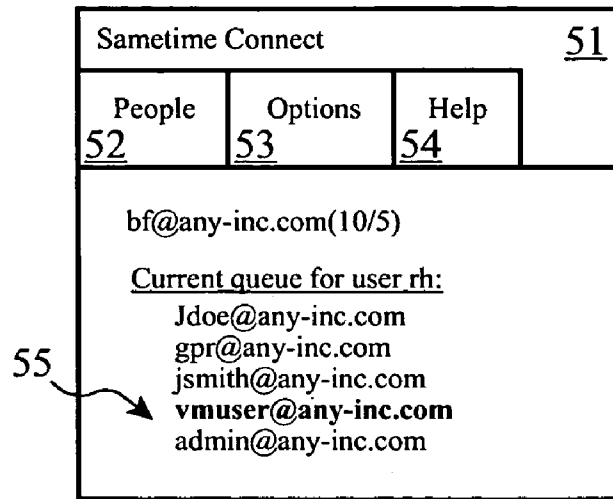 Sametime Connect 51
People Options Help
52 53 54
bf@any-inc.com(10/5)
Current queue for user rh:
Jdoe@any-inc.com
gpr@any-inc.com
jsmith@any-inc.com
55
vmuser@any-inc.com
admin@any-inc.com